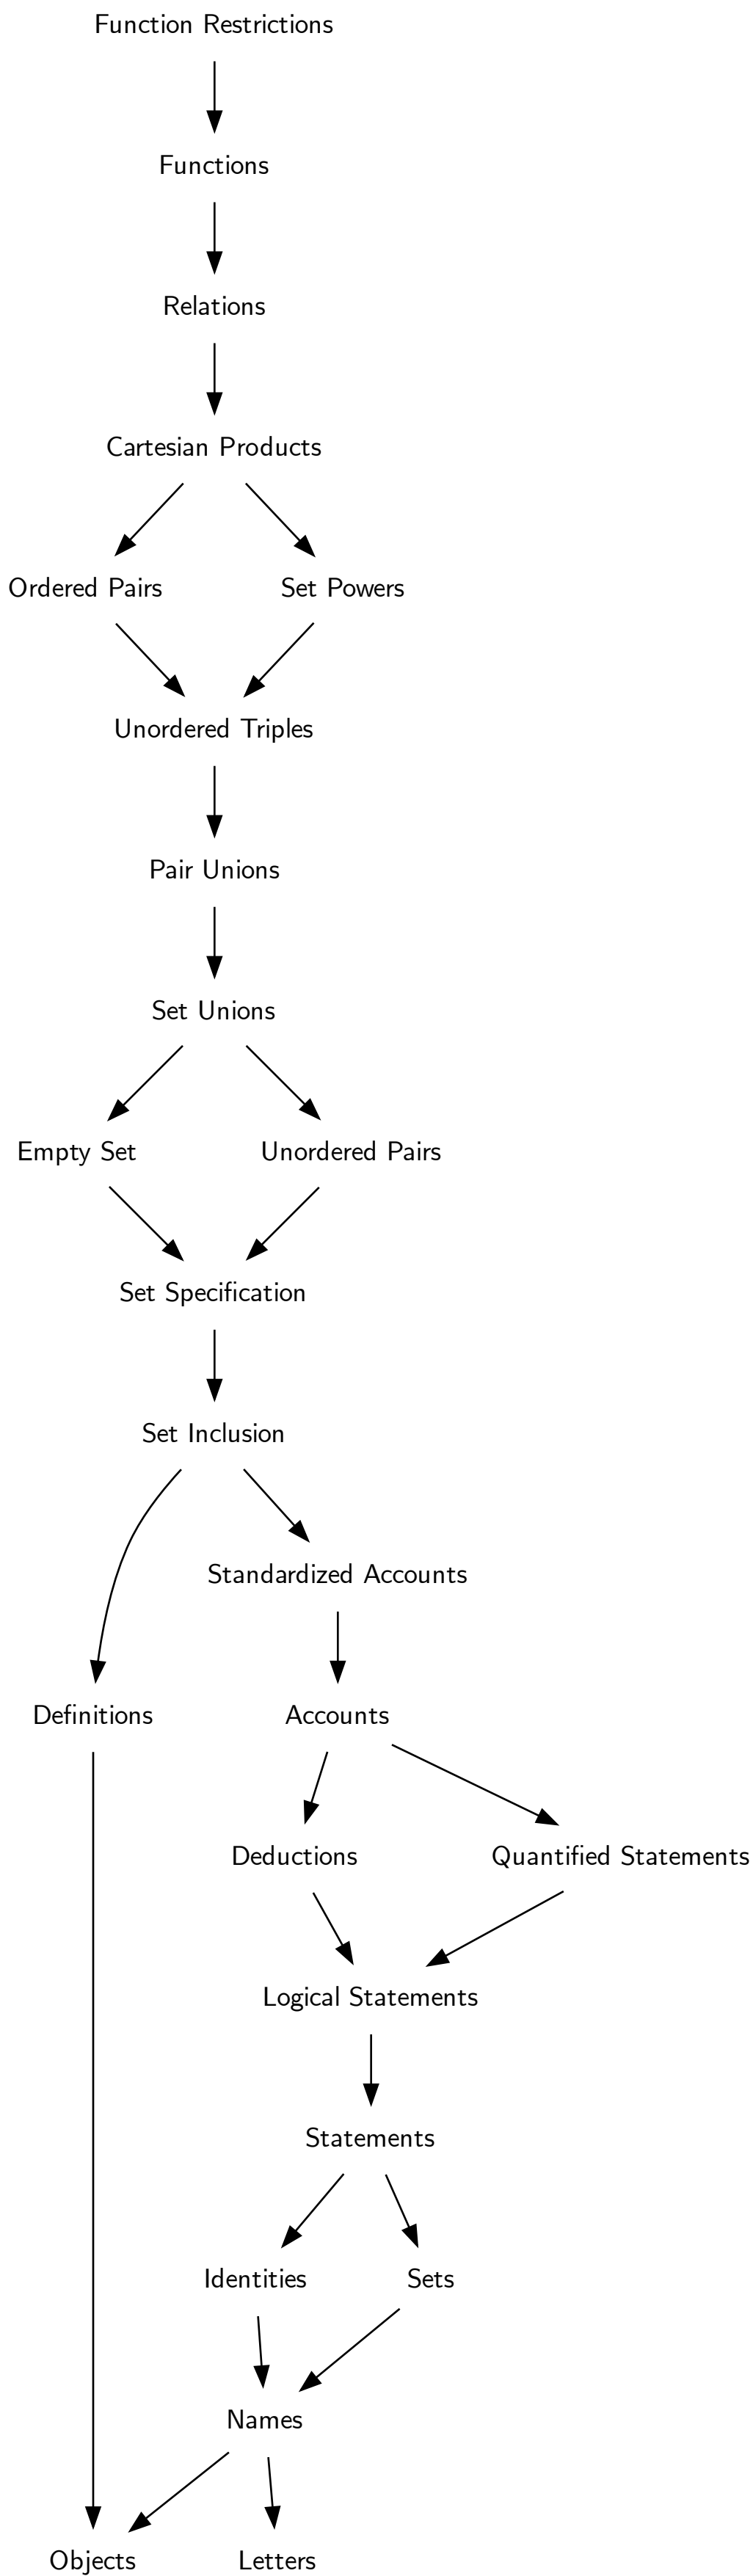 Function Restrictions
Functions
Relations
Cartesian Products
Ordered Pairs
Set Powers
Unordered Triples
Pair Unions
Set Unions
Empty Set
Unordered Pairs
Set Specification
Set Inclusion
Standardized Accounts
Definitions
Accounts
Deductions
Quantified Statements
Logical Statements
Statements
Identities
Sets
Names
Objects
Letters